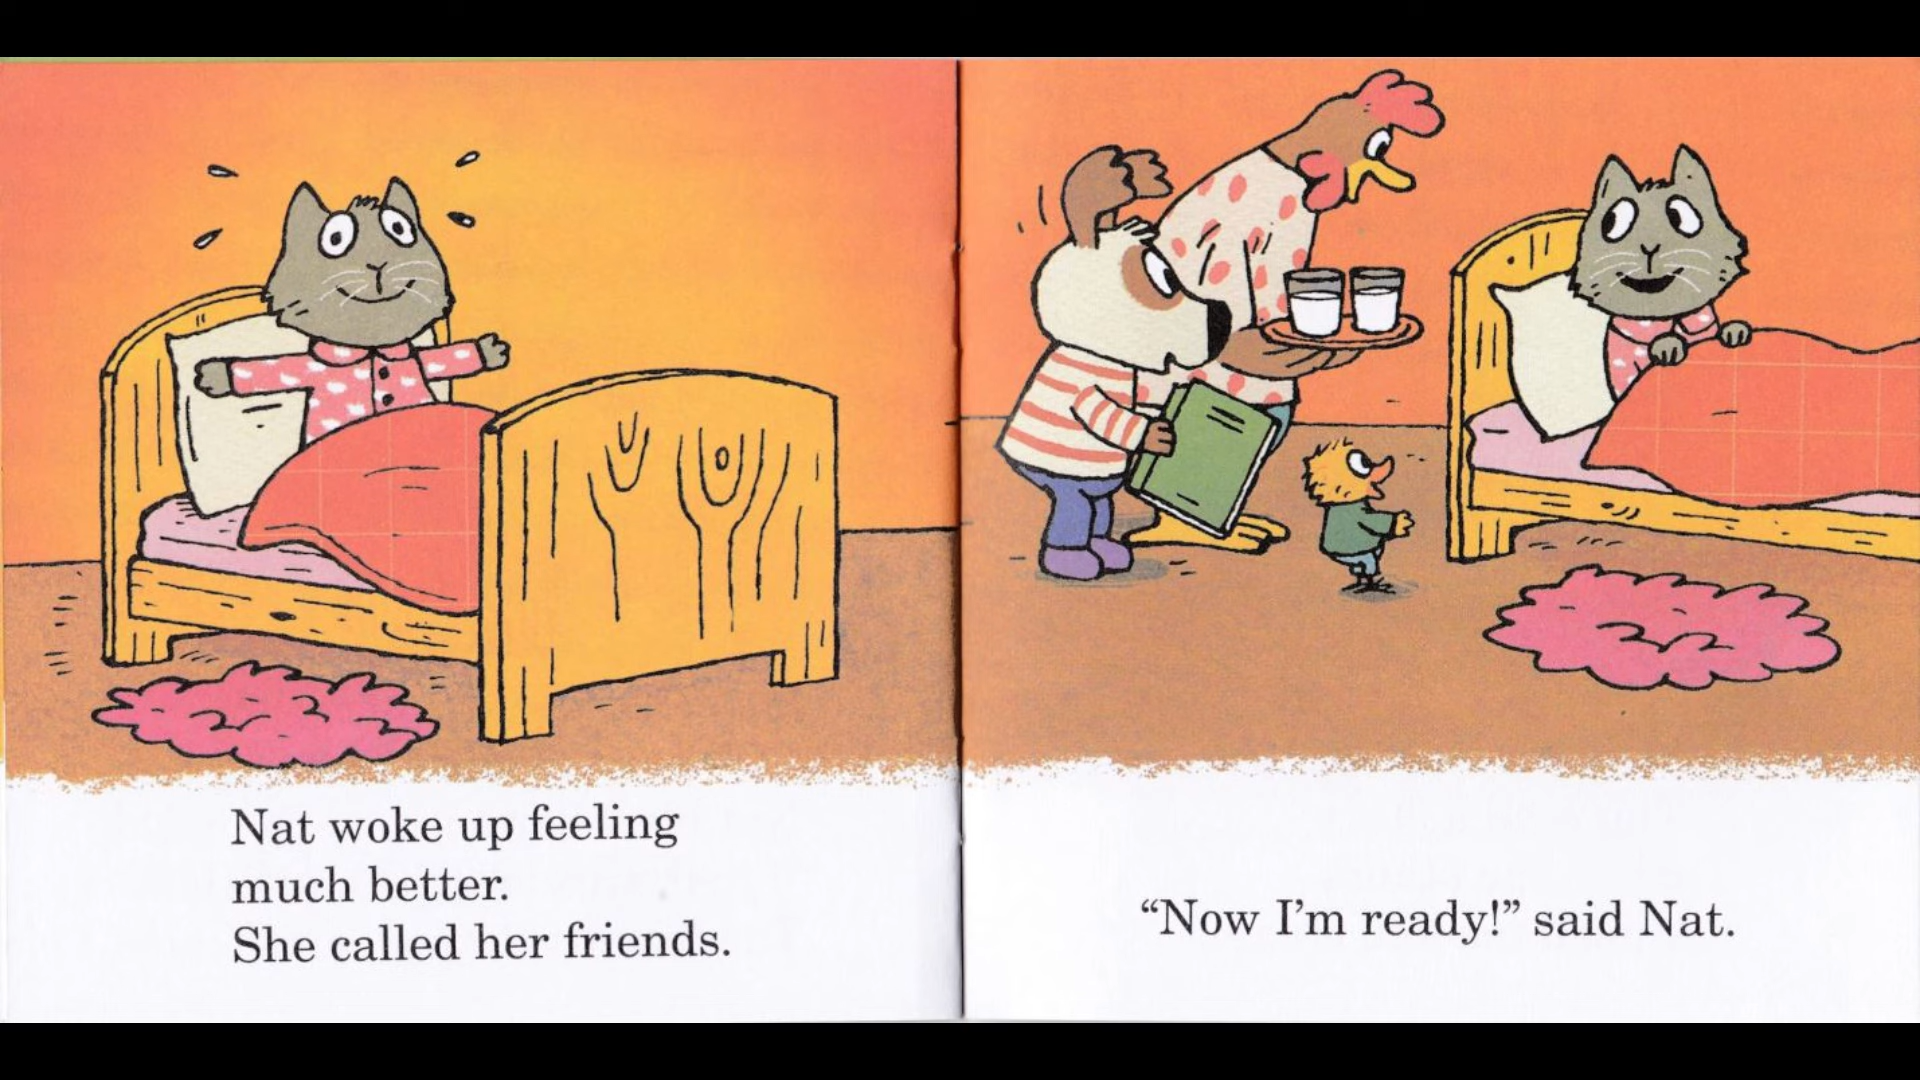 Nat woke up feeling
much better.
She called her friends.
“Now I’m ready!” said Nat.